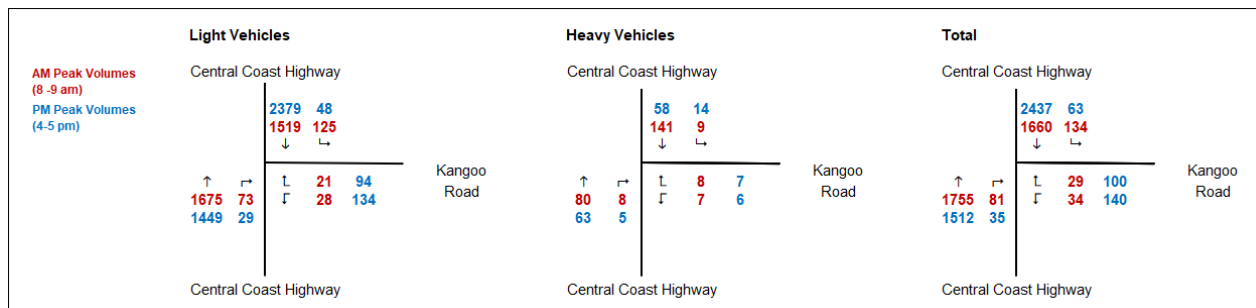 Light Vehicles
Heavy Vehicles
Total
AM Peak Volumes
(8 -9 am)
PM Peak Volumes
(4-5 pm)
Central Coast Highway
2379 48
1519 125
↓ ↳
↑ ↱ ↰ 21 94
1675 73 ↲ 28 134
1449 29
Kangoo
Road
Central Coast Highway
Central Coast Highway
58 14
141 9
↓ ↳
↑ ↱ ↰ 8 7
80 8 ↲ 7 6
63 5
Kangoo
Road
Central Coast Highway
Central Coast Highway
2437 63
1660 134
↓ ↳
↑ ↱ ↰ 29 100
1755 81 ↲ 34 140
1512 35
Kangoo
Road
Central Coast Highway